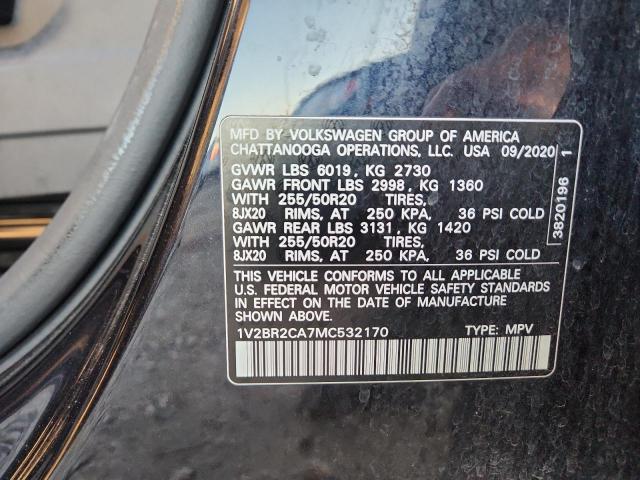 MFD BY VOLKSWAGEN GROUP OF AMERICA
CHATTANOOGA OPERATIONS, LLC. USA 09/2020
GVWR LBS 6019, KG 2730
GAWR FRONT LBS 2998, KG 1360
WITH 255/50R20 TIRES,
8JX20 RIMS, AT 250 KPA, 36 PSI COLD
GAWR REAR LBS 3131, KG 1420
WITH 255/50R20 TIRES,
8JX20 RIMS, AT 250 KPA, 36 PSI COLD
THIS VEHICLE CONFORMS TO ALL APPLICABLE
U.S. FEDERAL MOTOR VEHICLE SAFETY STANDARDS
IN EFFECT ON THE DATE OF MANUFACTURE
SHOWN ABOVE.
1V2BR2CA7MC532170 TYPE: MPV
3820196 1